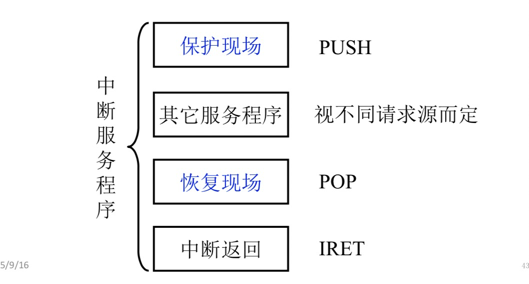 中断服务程序
保护现场 PUSH
其它服务程序 视不同请求源而定
恢复现场 POP
中断返回 IRET
5/9/16
43